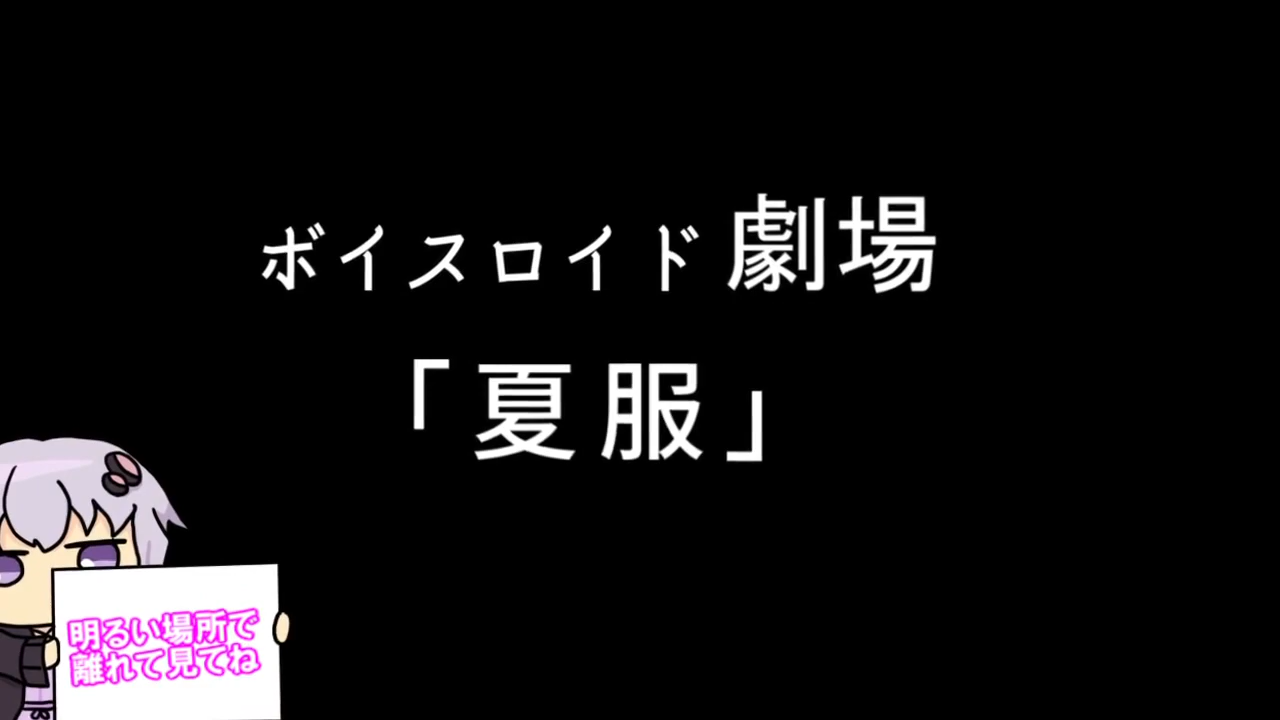 ボイスロイド劇場
「夏服」
明るい場所で
離れて見てね